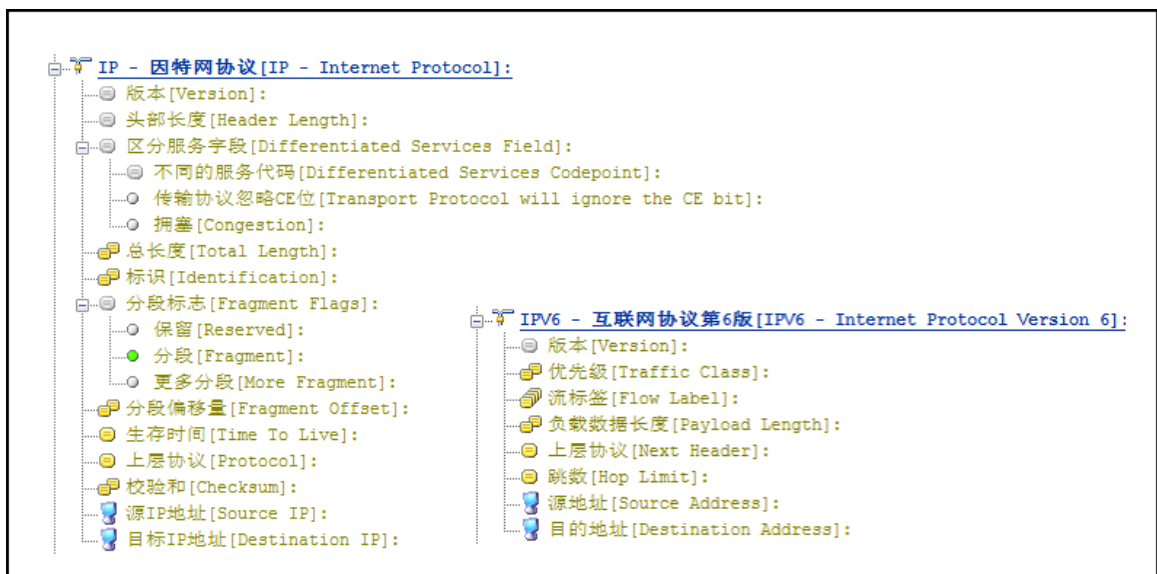 IP - 因特网协议[IP - Internet Protocol]:
版本[Version]:
头部长度[Header Length]:
区分服务字段[Differentiated Services Field]:
不同的服务代码[Differentiated Services Codepoint]:
传输协议忽略CE位[Transport Protocol will ignore the CE bit]:
拥塞[Congestion]:
总长度[Total Length]:
标识[Identification]:
分段标志[Fragment Flags]:
保留[Reserved]:
分段[Fragment]:
更多分段[More Fragment]:
分段偏移量[Fragment Offset]:
生存时间[Time To Live]:
上层协议[Protocol]:
校验和[Checksum]:
源IP地址[Source IP]:
目标IP地址[Destination IP]:
IPV6 - 互联网协议第6版[IPV6 - Internet Protocol Version 6]:
版本[Version]:
优先级[Traffic Class]:
流标签[Flow Label]:
负载数据长度[Payload Length]:
上层协议[Next Header]:
跳数[Hop Limit]:
源地址[Source Address]:
目的地址[Destination Address]: